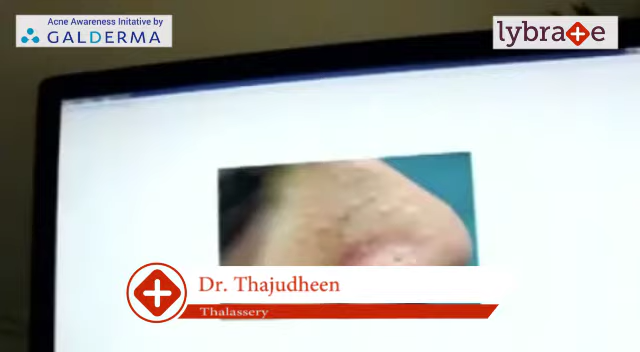 Acne Awareness Initative by
GALDERMA
lybrate
Dr. Thajudheen
Thalassery